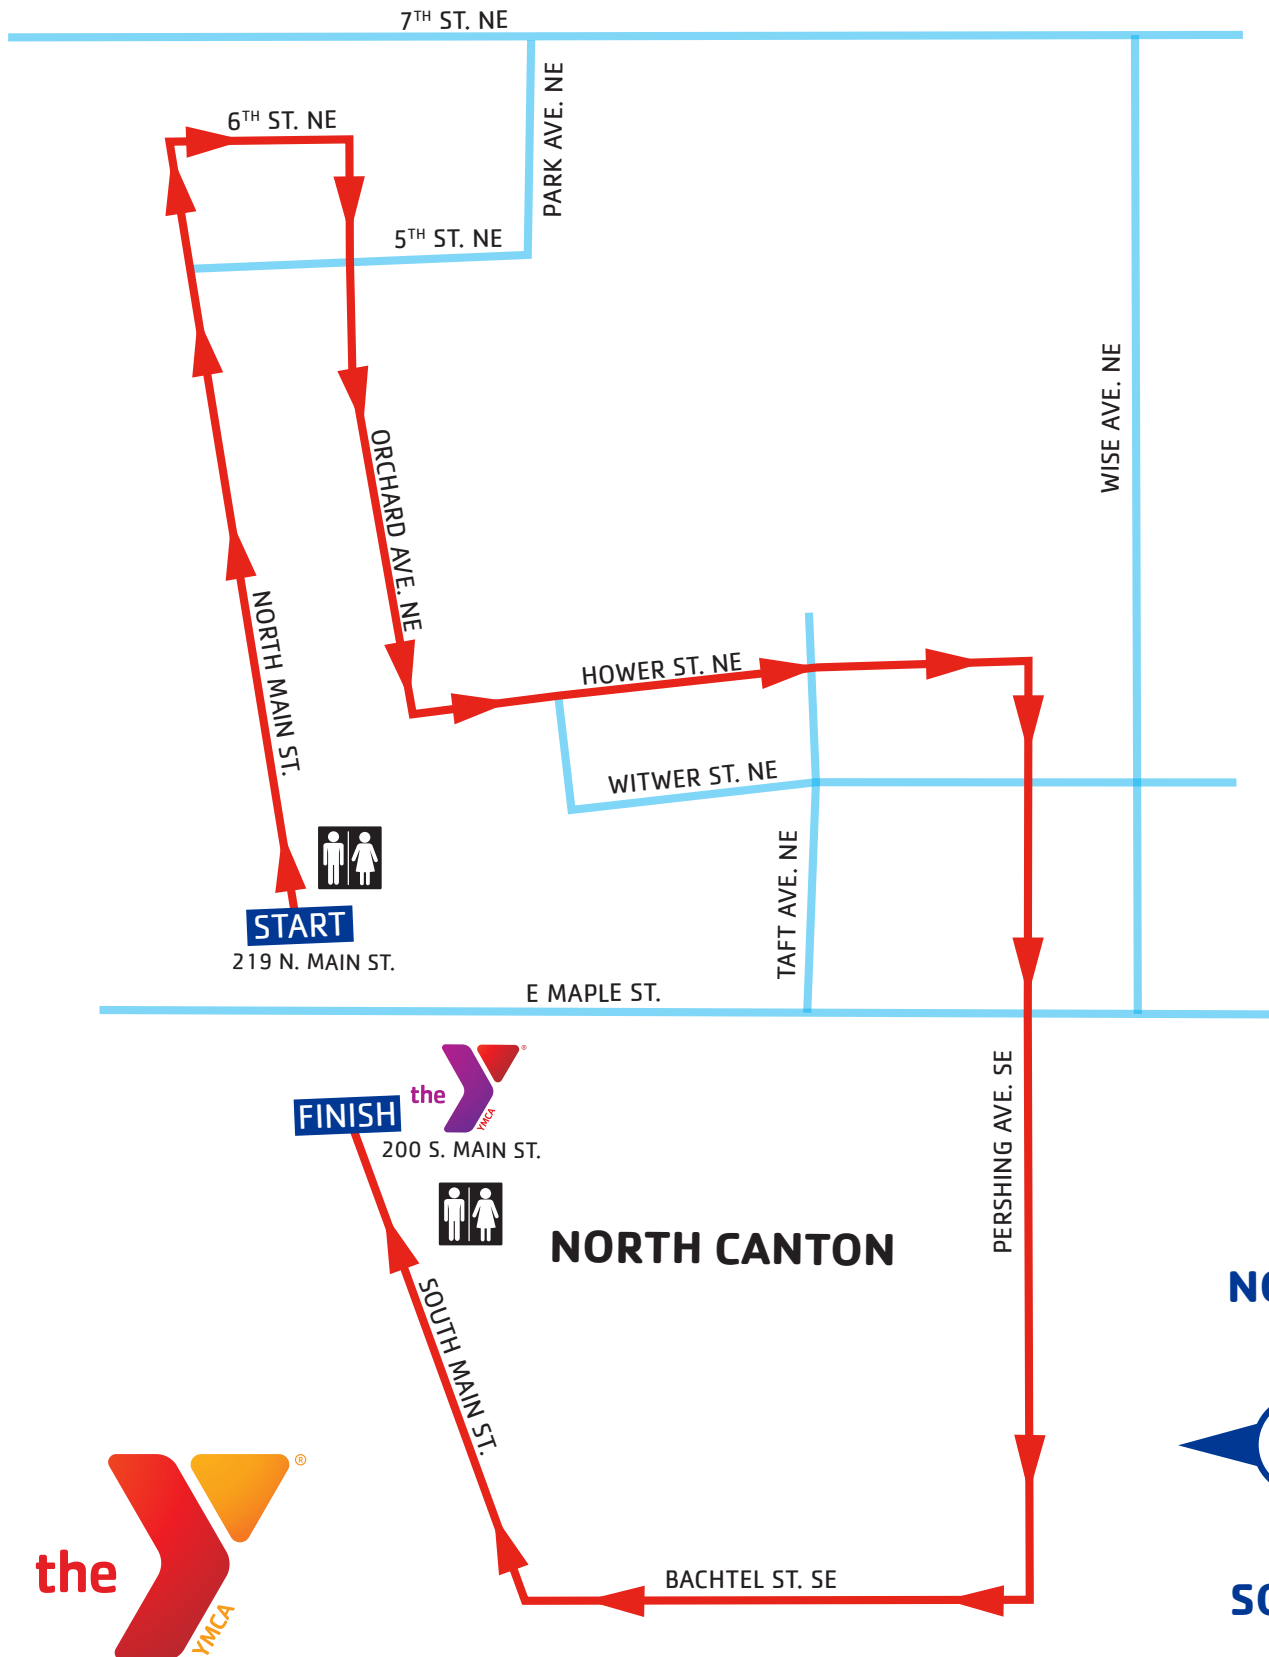 7TH ST. NE
PARK AVE. NE
6TH ST. NE
5TH ST. NE
WISE AVE. NE
ORCHARD AVE. NE
NORTH MAIN ST.
HOWER ST. NE
WITWER ST. NE
TAFT AVE. NE
START
219 N. MAIN ST.
E MAPLE ST.
the
YMCA
®
FINISH
200 S. MAIN ST.
PERSHING AVE. SE
NORTH CANTON
SOUTH MAIN ST.
BACHTEL ST. SE
the
YMCA
®